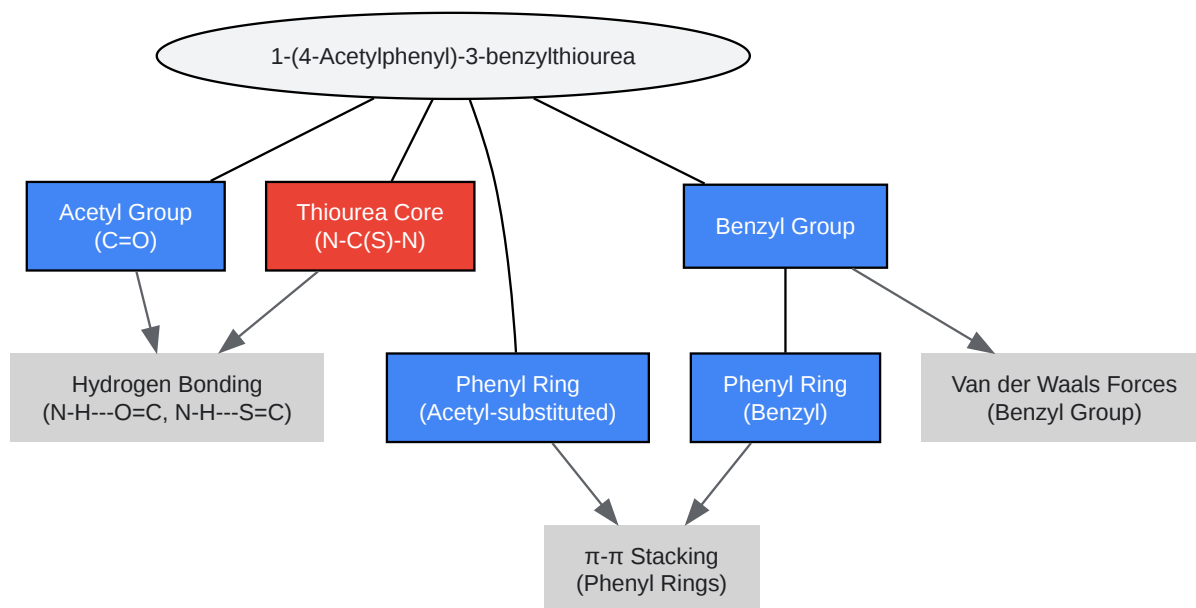 1-(4-Acetylphenyl)-3-benzylthiourea
Acetyl Group
(C=O)
Thiourea Core
(N-C(S)-N)
Benzyl Group
Hydrogen Bonding
(N-H---O=C, N-H---S=C)
Phenyl Ring
(Acetyl-substituted)
Phenyl Ring
(Benzyl)
Van der Waals Forces
(Benzyl Group)
π-π Stacking
(Phenyl Rings)